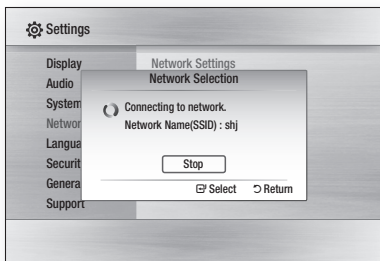 Settings
Display
Network Settings
Audio
Network Selection
System
Connecting to network.
Networ
Network Name(SSID) : shj
Langua
Securit
Stop
Genera
Select
Return
Support